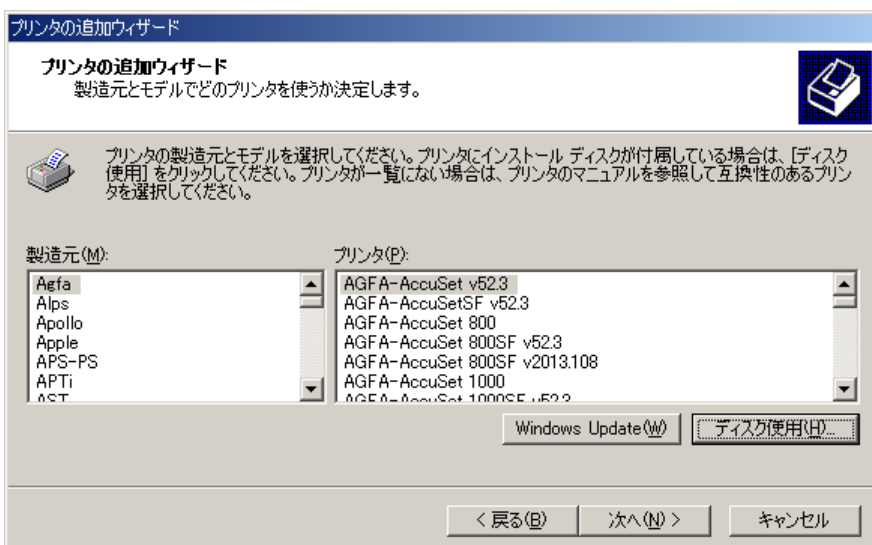 プリンタの追加ウィザード
プリンタの追加ウィザード
製造元とモデルでどのプリンタを使うか決定します。
プリンタの製造元とモデルを選択してください。プリンタにインストール ディスクが付属している場合は、[ディスク
使用] をクリックしてください。プリンタが一覧にない場合は、プリンタのマニュアルを参照して互換性のあるプリン
タを選択してください。
製造元(M): プリンタ(P):
Agfa AGFA-AccuSet v52.3
Alps AGFA-AccuSetSF v52.3
Apollo AGFA-AccuSet 800
Apple AGFA-AccuSet 800SF v52.3
APS-PS AGFA-AccuSet 800SF v2013.108
APTi AGFA-AccuSet 1000
AST AGFA-AccuSet 1000SF v52.3
Windows Update(W) ディスク使用(H)...
< 戻る(B) 次へ(N) > キャンセル